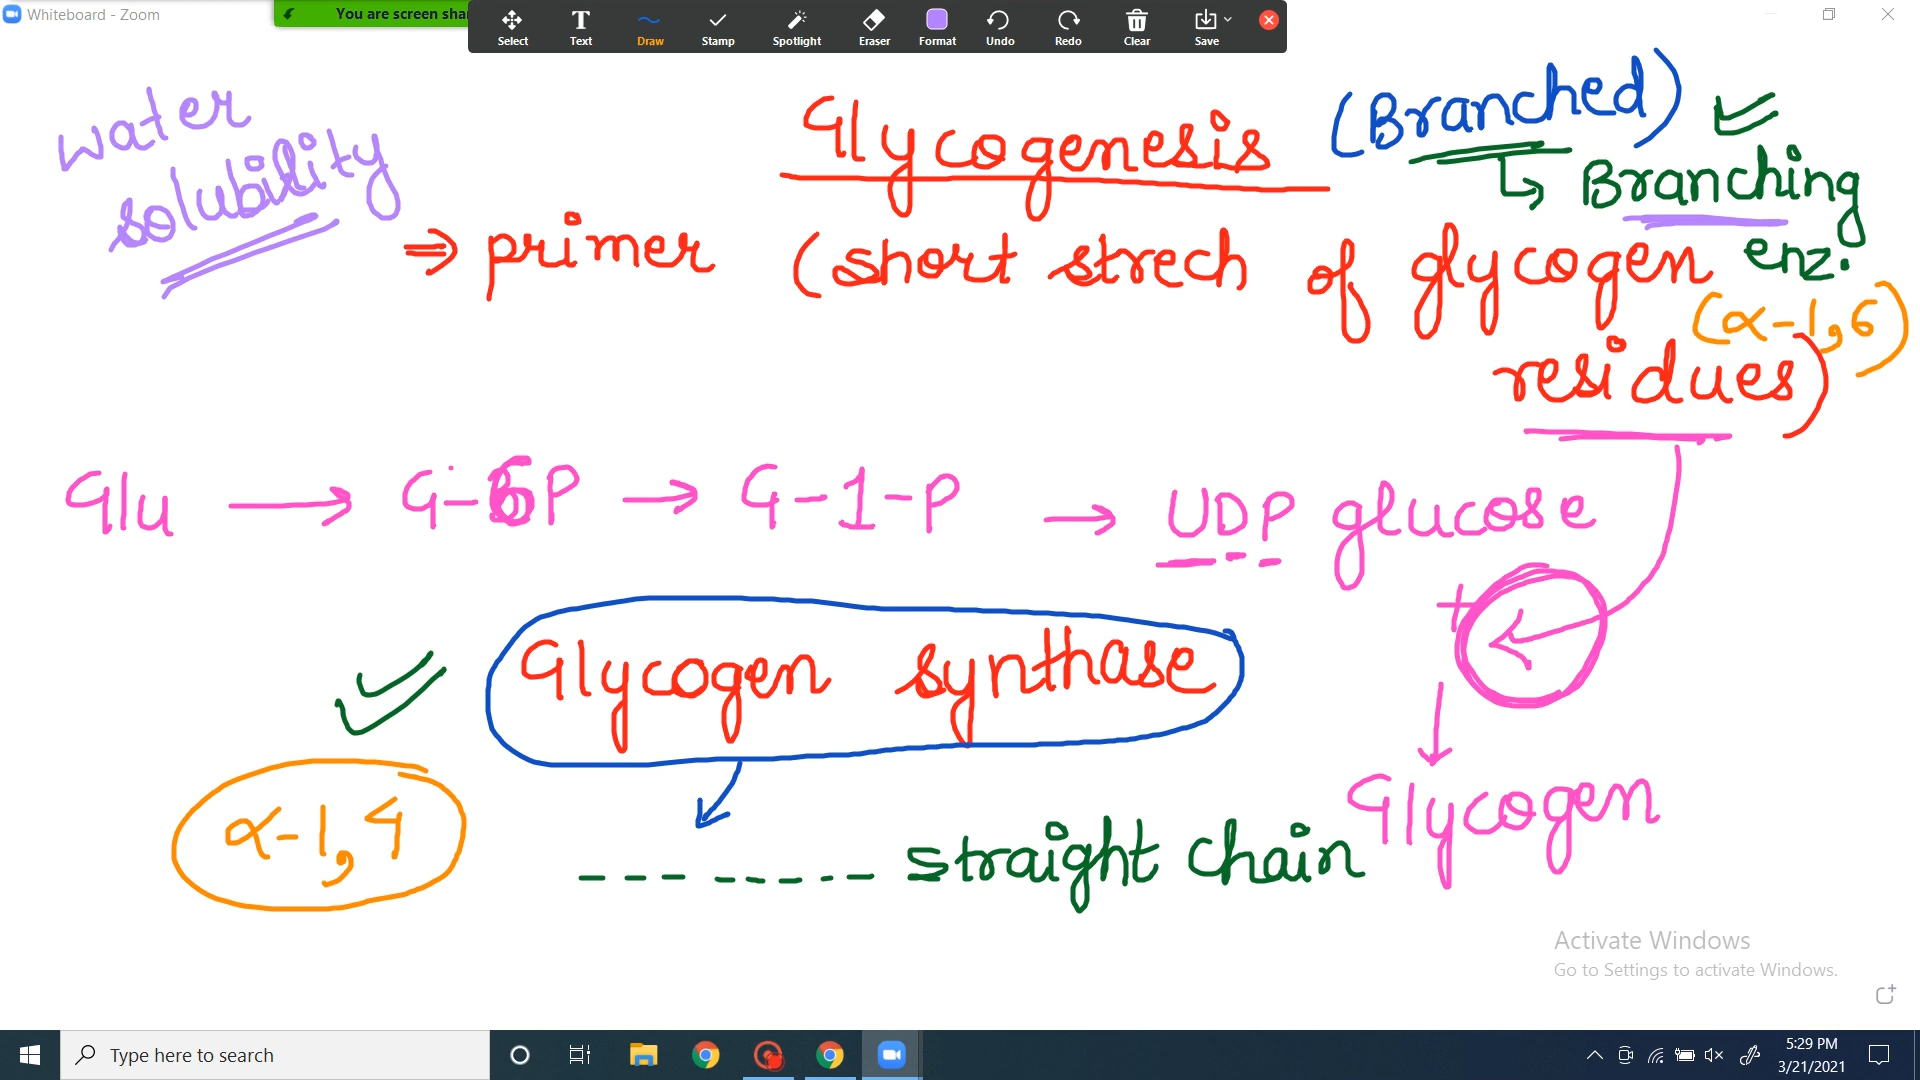 Whiteboard - Zoom
You are screen sha
Select Text Draw Stamp Spotlight Eraser Format Undo Redo Clear Save
water
solubility
Glycogenesis (Branched)
Branching
enz.
(α-1,6)
⇒ primer (short strech of glycogen
residues)
Glu → G-6P → G-1-P → UDP glucose
+
Glycogen synthase
α-1,4
Glycogen
straight chain
Activate Windows
Go to Settings to activate Windows.
Type here to search
5:29 PM
3/21/2021